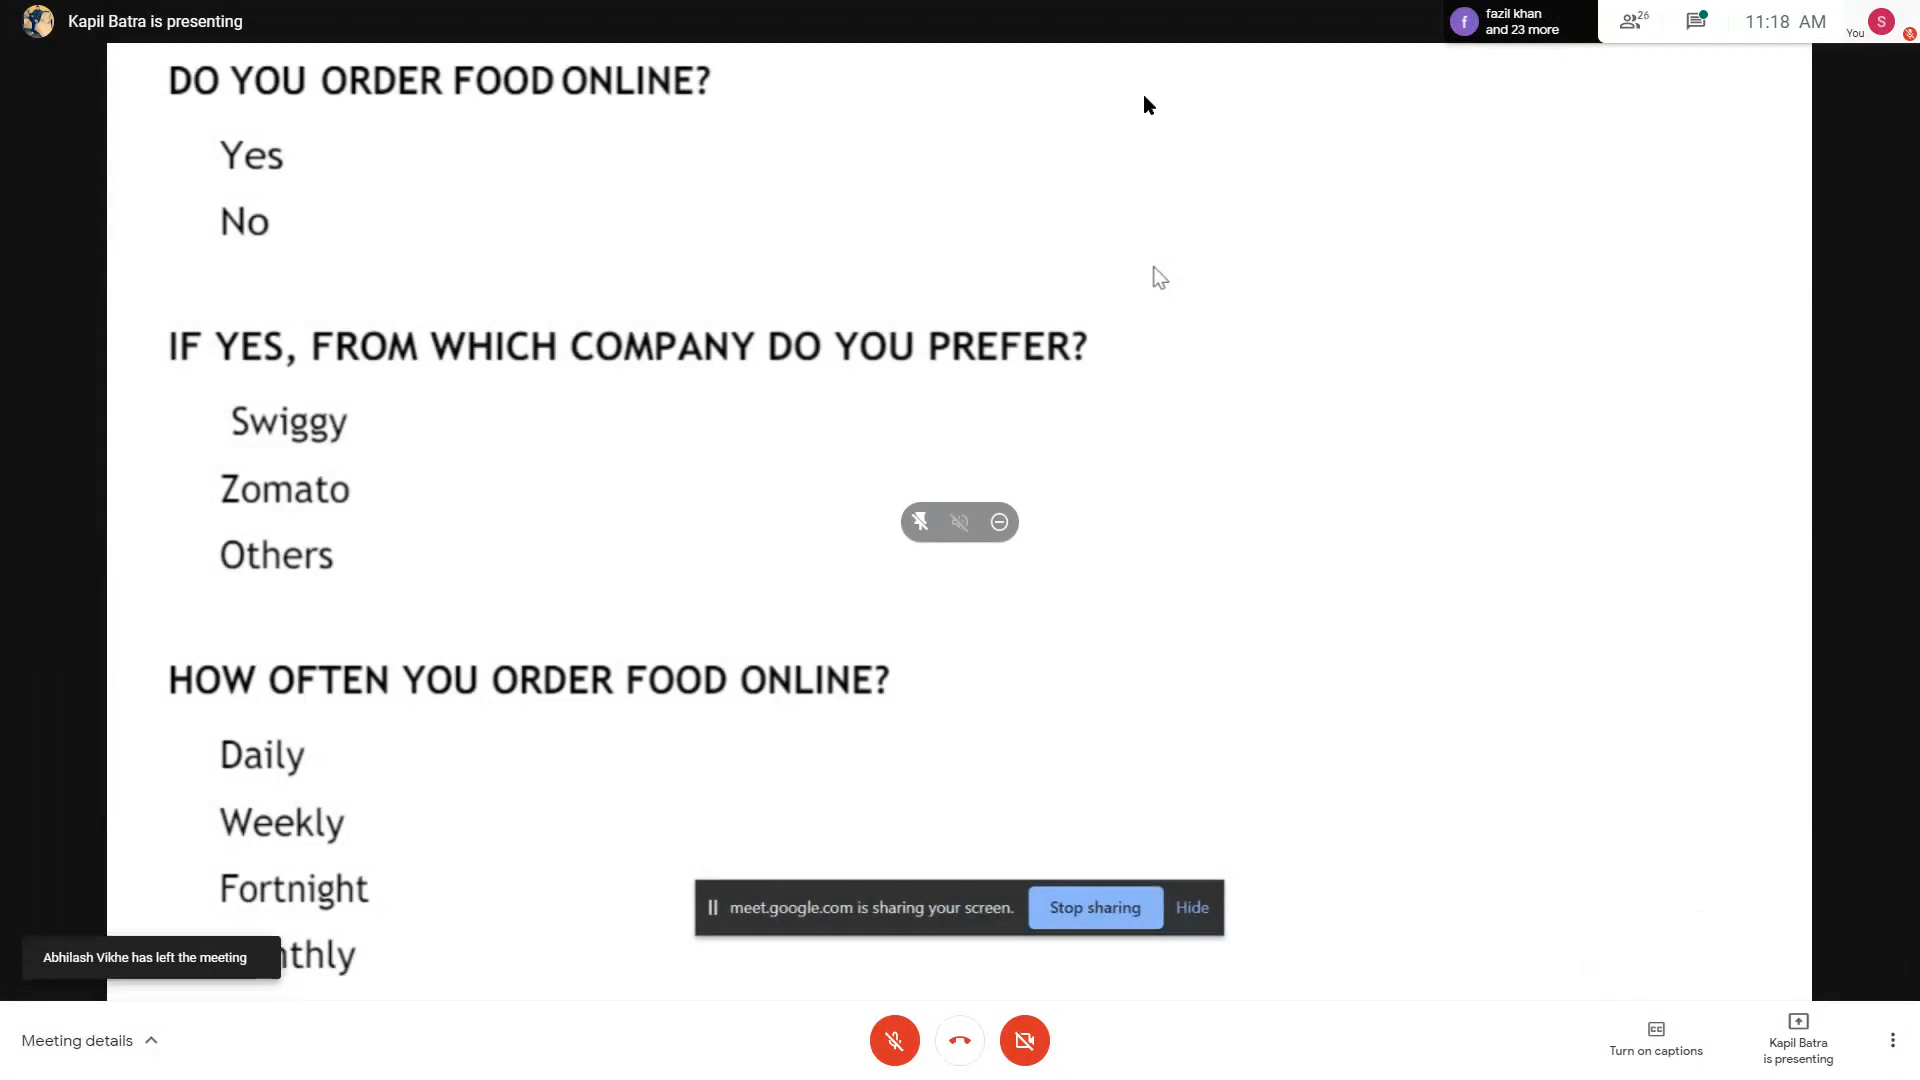 Kapil Batra is presenting
fazil khan
and 23 more
26
11:18 AM
You
S
f
DO YOU ORDER FOOD ONLINE?
Yes
No
IF YES, FROM WHICH COMPANY DO YOU PREFER?
Swiggy
Zomato
Others
HOW OFTEN YOU ORDER FOOD ONLINE?
Daily
Weekly
Fortnight
nthly
meet.google.com is sharing your screen.
Stop sharing
Hide
Abhilash Vikhe has left the meeting
Meeting details
CC
Turn on captions
Kapil Batra
is presenting